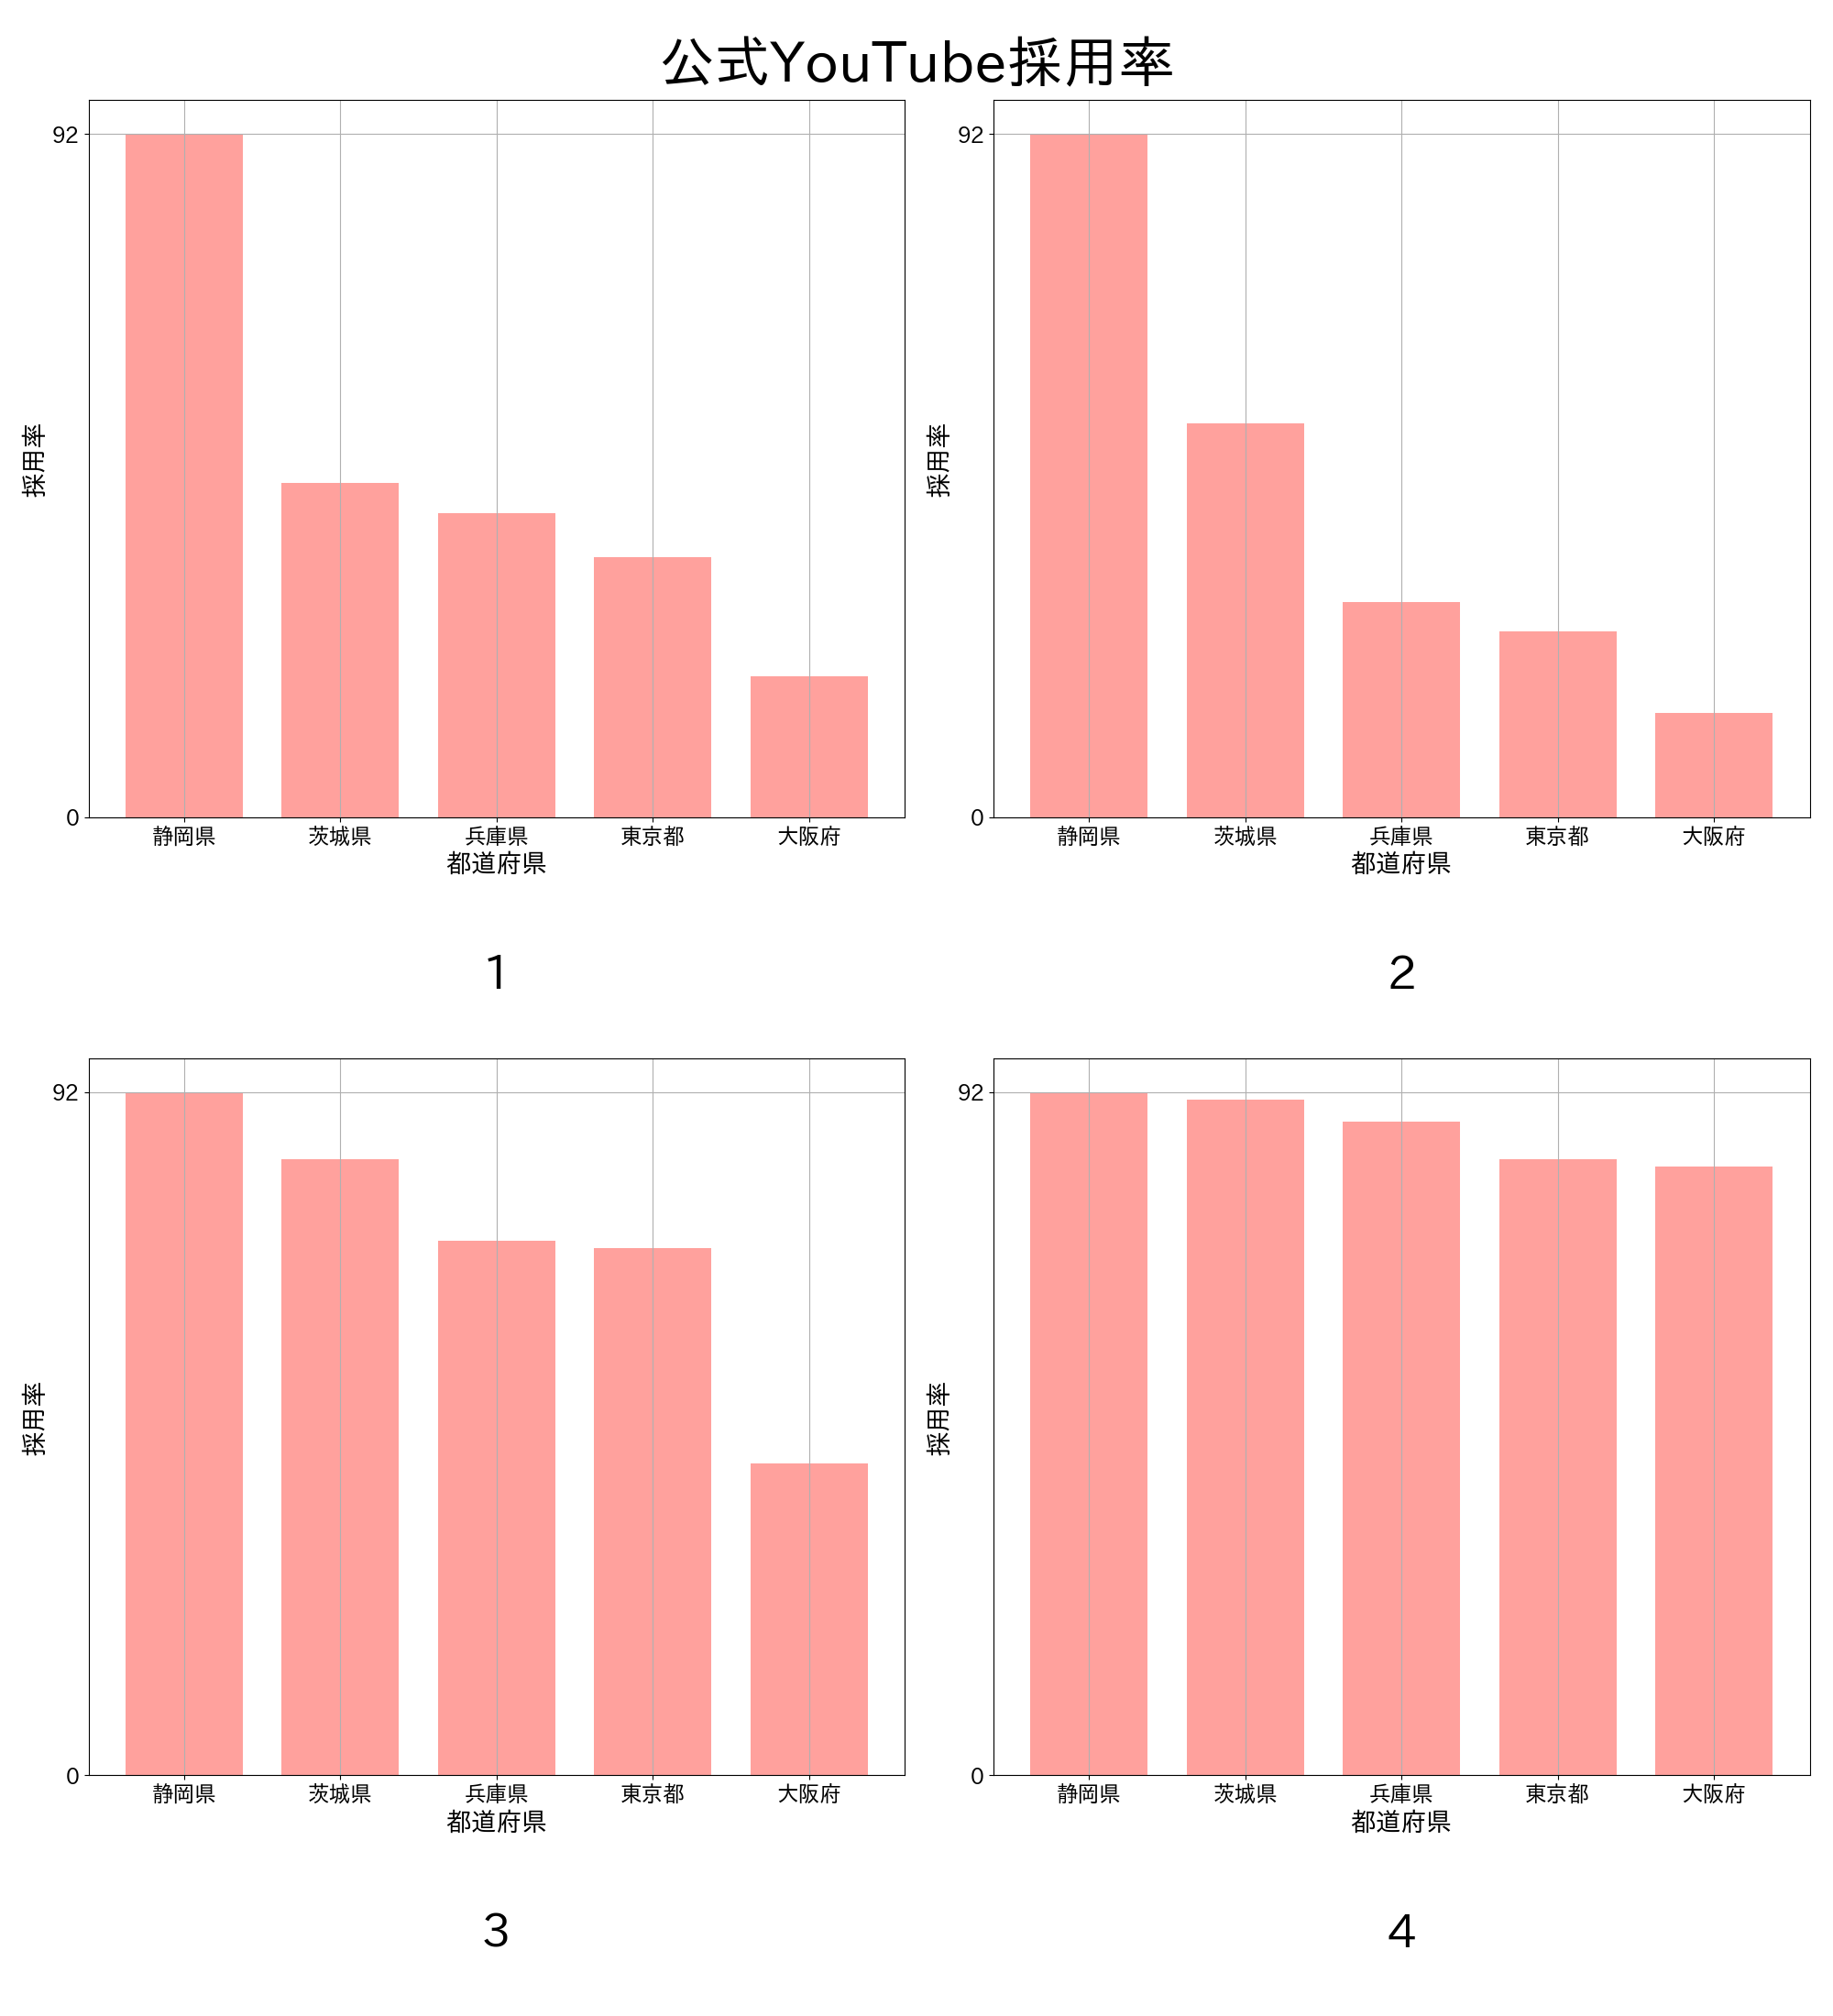 公式YouTube採用率
92
採用率
0
静岡県 茨城県 兵庫県 東京都 大阪府
都道府県
1
92
採用率
0
静岡県 茨城県 兵庫県 東京都 大阪府
都道府県
2
92
採用率
0
静岡県 茨城県 兵庫県 東京都 大阪府
都道府県
3
92
採用率
0
静岡県 茨城県 兵庫県 東京都 大阪府
都道府県
4